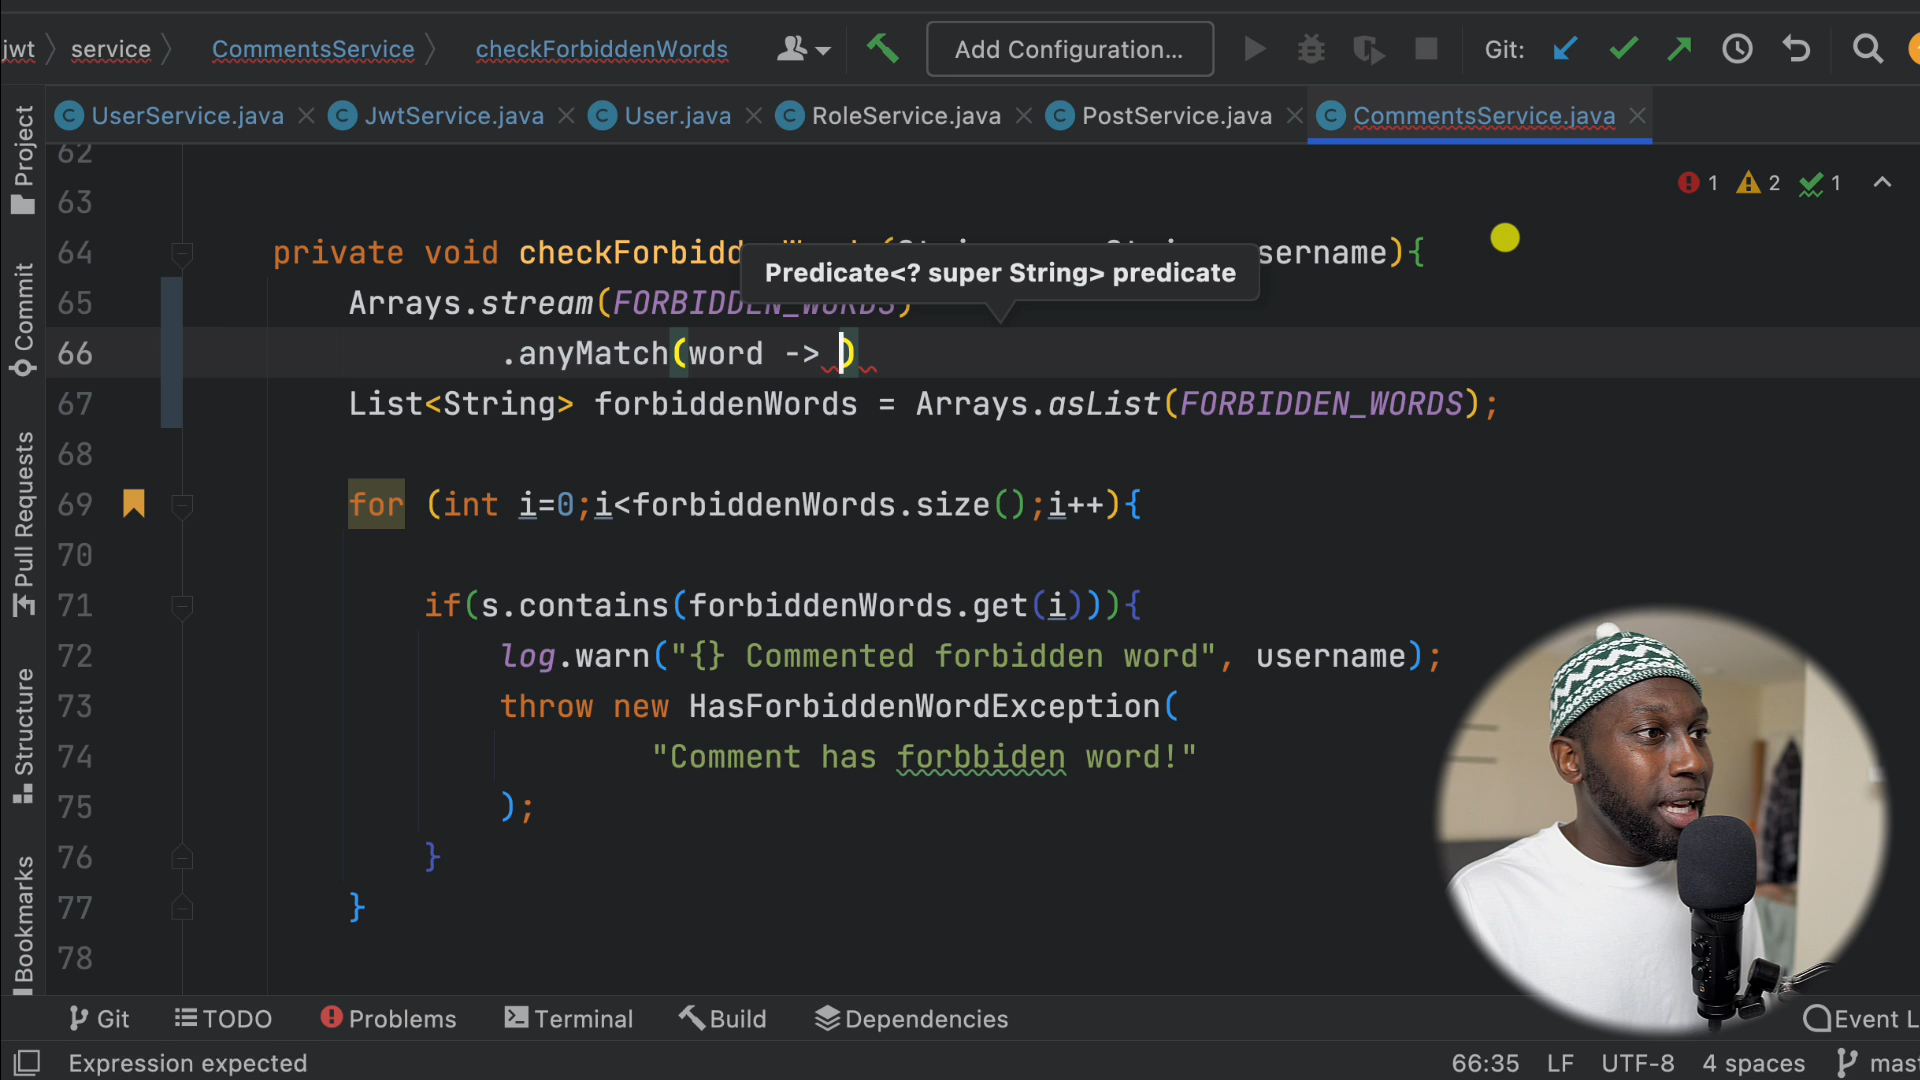 jwt service CommentsService checkForbiddenWords Add Configuration... Git:
UserService.java JwtService.java User.java RoleService.java PostService.java CommentsService.java
Project
Commit
Pull Requests
Structure
Bookmarks
1 2 1
62
63
64 private void checkForbidd sername){
Predicate<? super String> predicate
65 Arrays.stream(FORBIDDEN_WORDS)
66 .anyMatch(word -> )
67 List<String> forbiddenWords = Arrays.asList(FORBIDDEN_WORDS);
68
69 for (int i=0;i<forbiddenWords.size();i++){
70
71 if(s.contains(forbiddenWords.get(i))){
72 log.warn("{} Commented forbidden word", username);
73 throw new HasForbiddenWordException(
74 "Comment has forbbiden word!"
75 );
76 }
77 }
78
Git TODO Problems Terminal Build Dependencies Event L
Expression expected 66:35 LF UTF-8 4 spaces mas